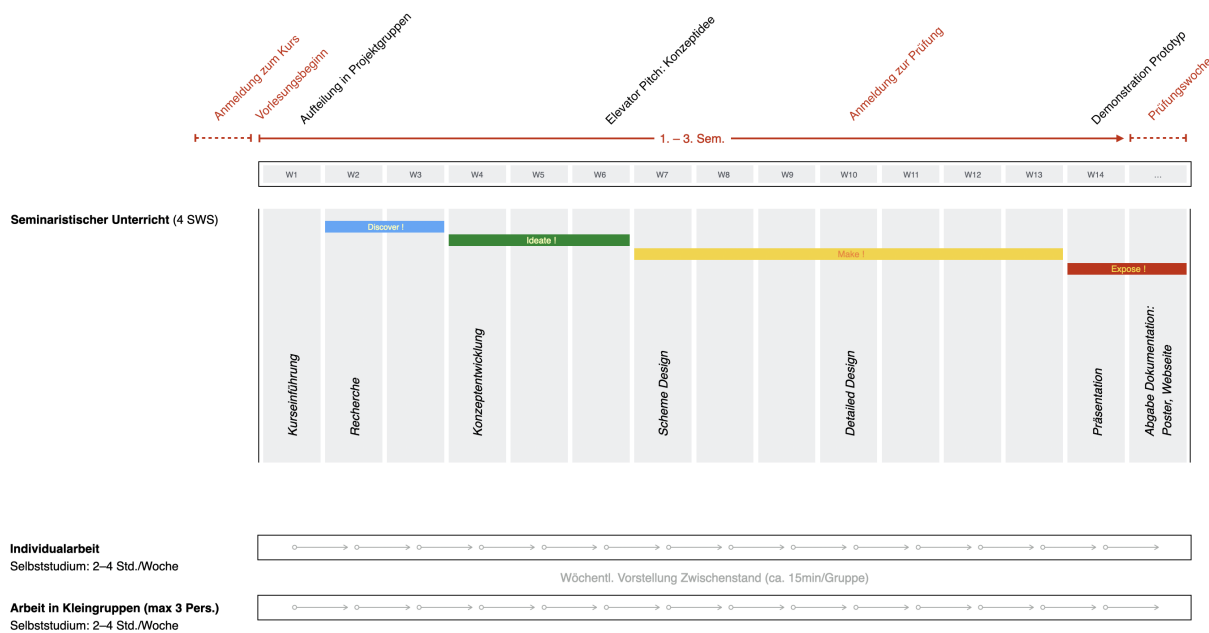 Anmeldung zum Kurs
Vorlesungsbeginn
Aufteilung in Projektgruppen
Elevator Pitch: Konzeptidee
Anmeldung zur Prüfung
Demonstration Prototyp
Prüfungswoche
1. – 3. Sem.
W1 W2 W3 W4 W5 W6 W7 W8 W9 W10 W11 W12 W13 W14 ...
Seminaristischer Unterricht (4 SWS)
Discover !
Ideate !
Make !
Expose !
Kurseinführung
Recherche
Konzeptentwicklung
Scheme Design
Detailed Design
Präsentation
Abgabe Dokumentation:
Poster, Webseite
Individualarbeit
Selbststudium: 2–4 Std./Woche
Wöchentl. Vorstellung Zwischenstand (ca. 15min/Gruppe)
Arbeit in Kleingruppen (max 3 Pers.)
Selbststudium: 2–4 Std./Woche